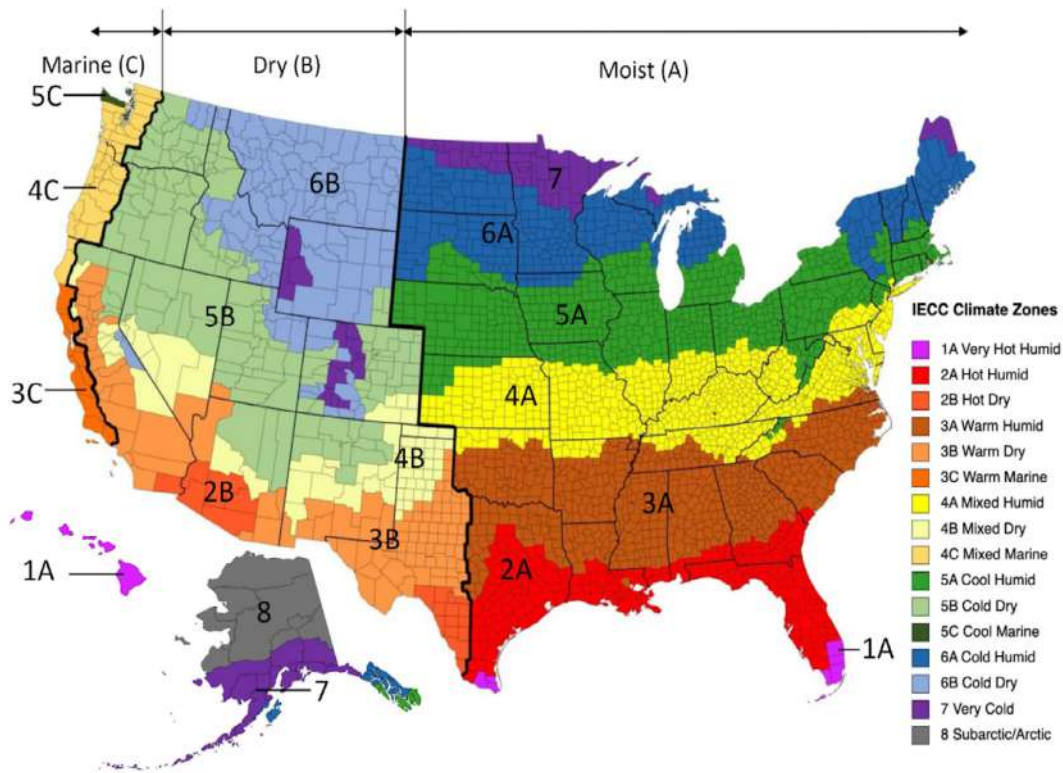 Marine (C)
Dry (B)
Moist (A)
5C
4C
6B
7
6A
5B
5A
3C
4A
4B
2B
3A
3B
2A
1A
8
1A
7
IECC Climate Zones
1A Very Hot Humid
2A Hot Humid
2B Hot Dry
3A Warm Humid
3B Warm Dry
3C Warm Marine
4A Mixed Humid
4B Mixed Dry
4C Mixed Marine
5A Cool Humid
5B Cold Dry
5C Cool Marine
6A Cold Humid
6B Cold Dry
7 Very Cold
8 Subarctic/Arctic